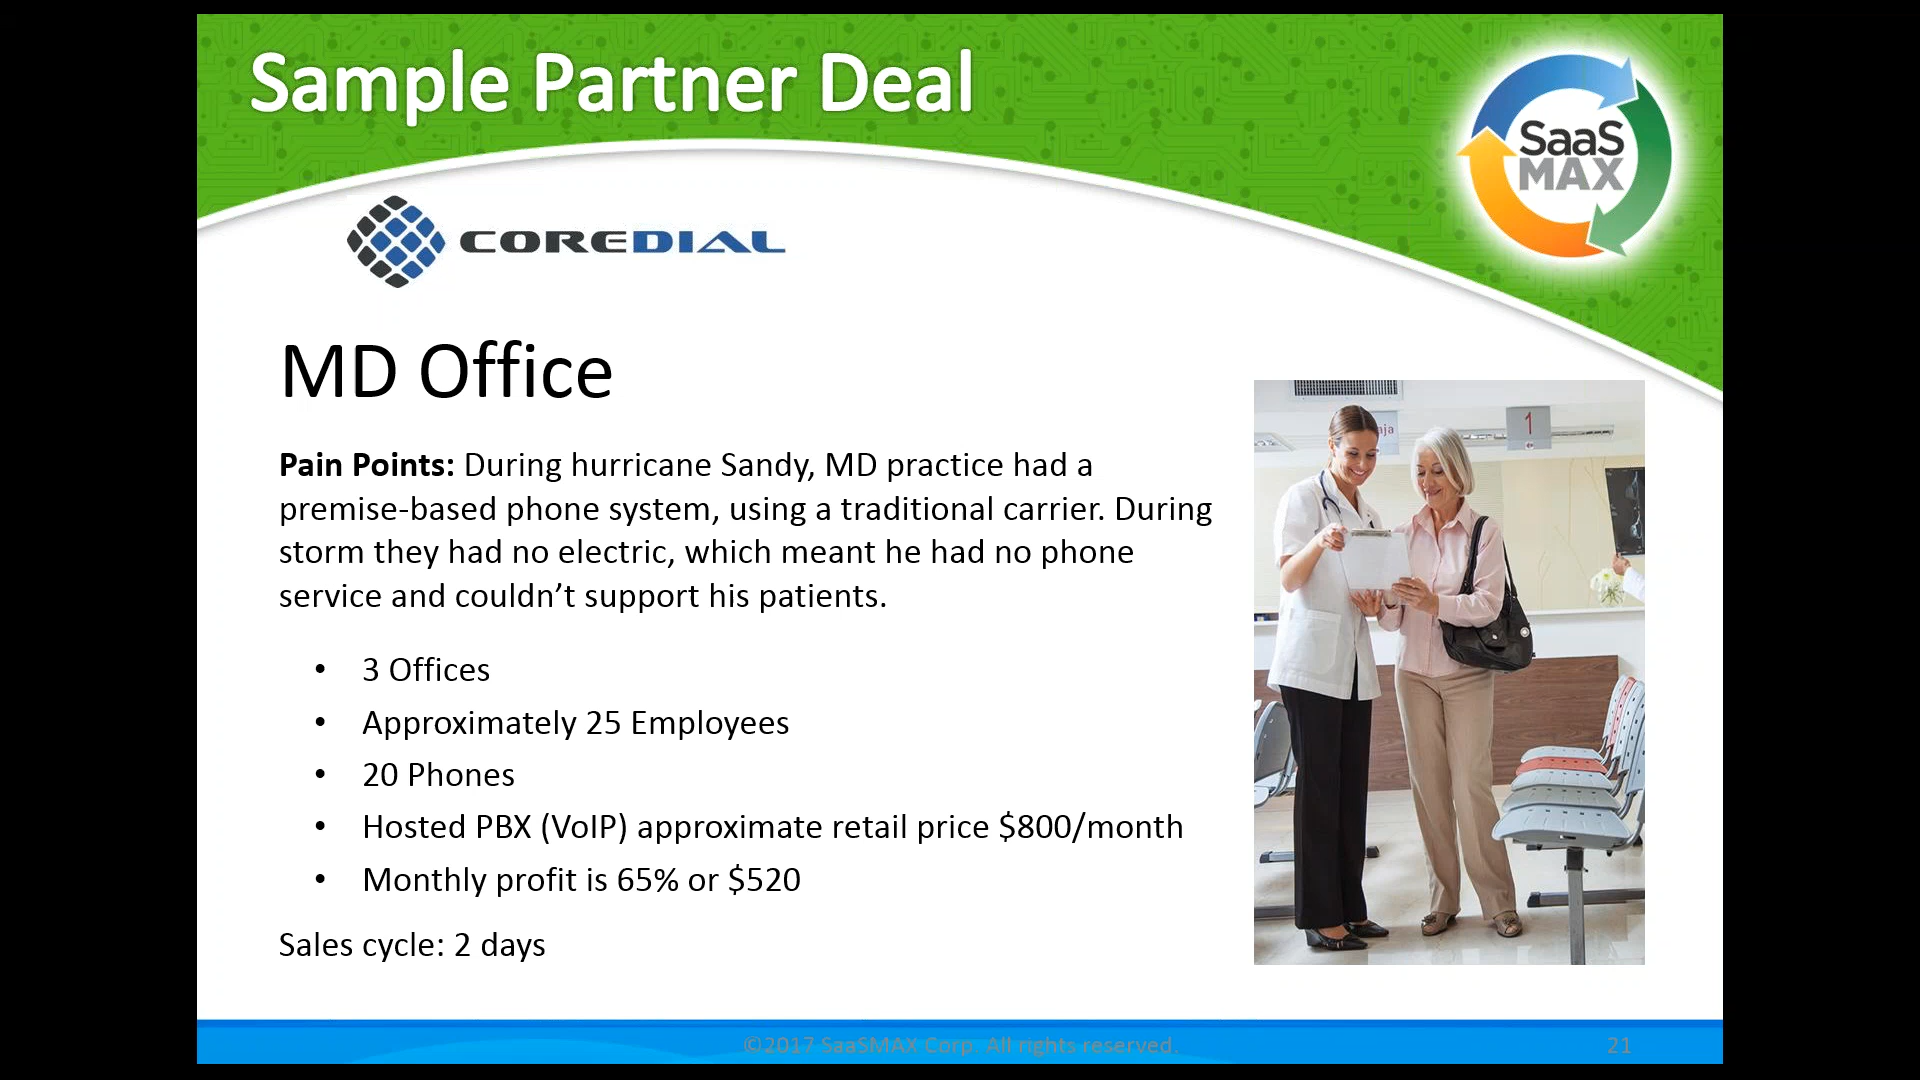 Sample Partner Deal
SaaS
MAX
COREDIAL
MD Office
Pain Points: During hurricane Sandy, MD practice had a
premise-based phone system, using a traditional carrier. During
storm they had no electric, which meant he had no phone
service and couldn’t support his patients.
• 3 Offices
• Approximately 25 Employees
• 20 Phones
• Hosted PBX (VoIP) approximate retail price $800/month
• Monthly profit is 65% or $520
Sales cycle: 2 days
aja
1
©2017 SaaSMAX Corp. All rights reserved.
21